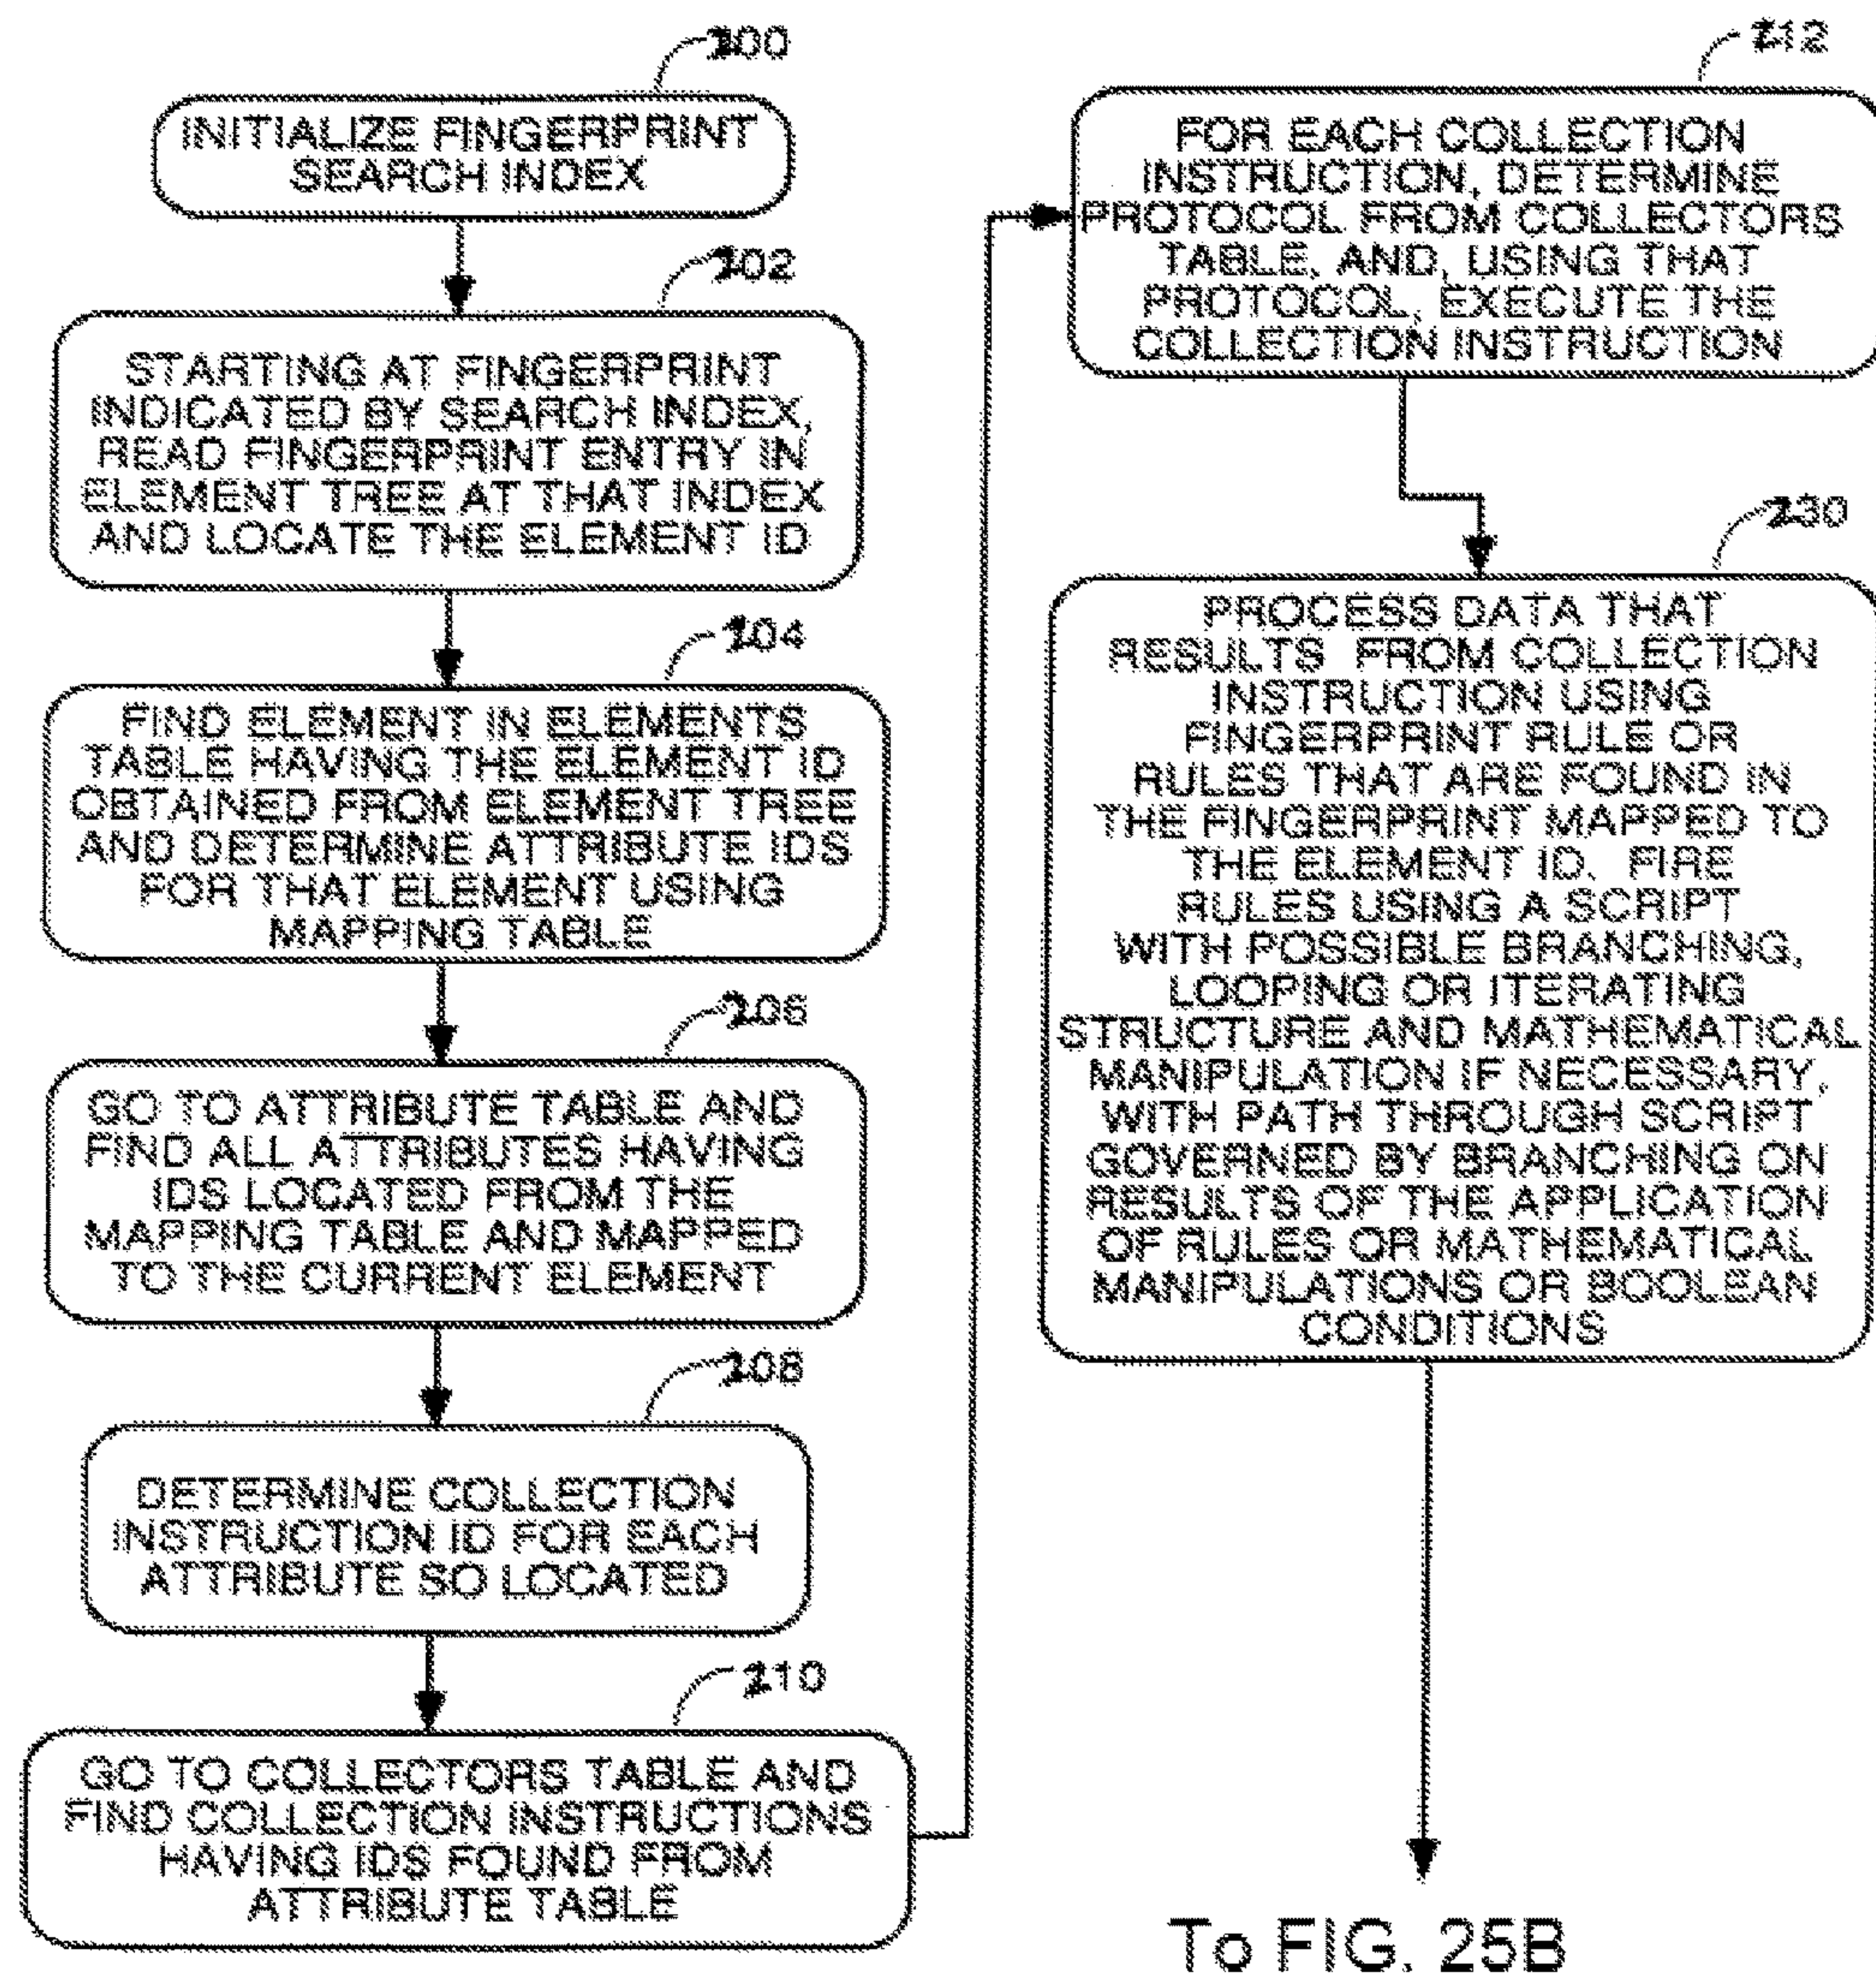 INITIALIZE FINGERPRINT
SEARCH INDEX
STARTING AT FINGERPRINT
INDICATED BY SEARCH INDEX,
READ FINGERPRINT ENTRY IN
ELEMENT TREE AT THAT INDEX
AND LOCATE THE ELEMENT ID
FIND ELEMENT IN ELEMENTS
TABLE HAVING THE ELEMENT ID
OBTAINED FROM ELEMENT TREE
AND DETERMINE ATTRIBUTE IDS
FOR THAT ELEMENT USING
MAPPING TABLE
GO TO ATTRIBUTE TABLE AND
FIND ALL ATTRIBUTES HAVING
IDS LOCATED FROM THE
MAPPING TABLE AND MAPPED
TO THE CURRENT ELEMENT
DETERMINE COLLECTION
INSTRUCTION ID FOR EACH
ATTRIBUTE SO LOCATED
210
GO TO COLLECTORS TABLE AND
FIND COLLECTION INSTRUCTIONS
HAVING IDS FOUND FROM
ATTRIBUTE TABLE
FOR EACH COLLECTION
INSTRUCTION, DETERMINE
PROTOCOL FROM COLLECTORS
TABLE, AND, USING THAT
PROTOCOL, EXECUTE THE
COLLECTION INSTRUCTION
230
PROCESS DATA THAT
RESULTS FROM COLLECTION
INSTRUCTION USING
FINGERPRINT RULE OR
RULES THAT ARE FOUND IN
THE FINGERPRINT MAPPED TO
THE ELEMENT ID. FIRE
RULES USING A SCRIPT
WITH POSSIBLE BRANCHING,
LOOPING OR ITERATING
STRUCTURE AND MATHEMATICAL
MANIPULATION IF NECESSARY,
WITH PATH THROUGH SCRIPT
GOVERNED BY BRANCHING ON
RESULTS OF THE APPLICATION
OF RULES OR MATHEMATICAL
MANIPULATIONS OR BOOLEAN
CONDITIONS
To FIG. 25B